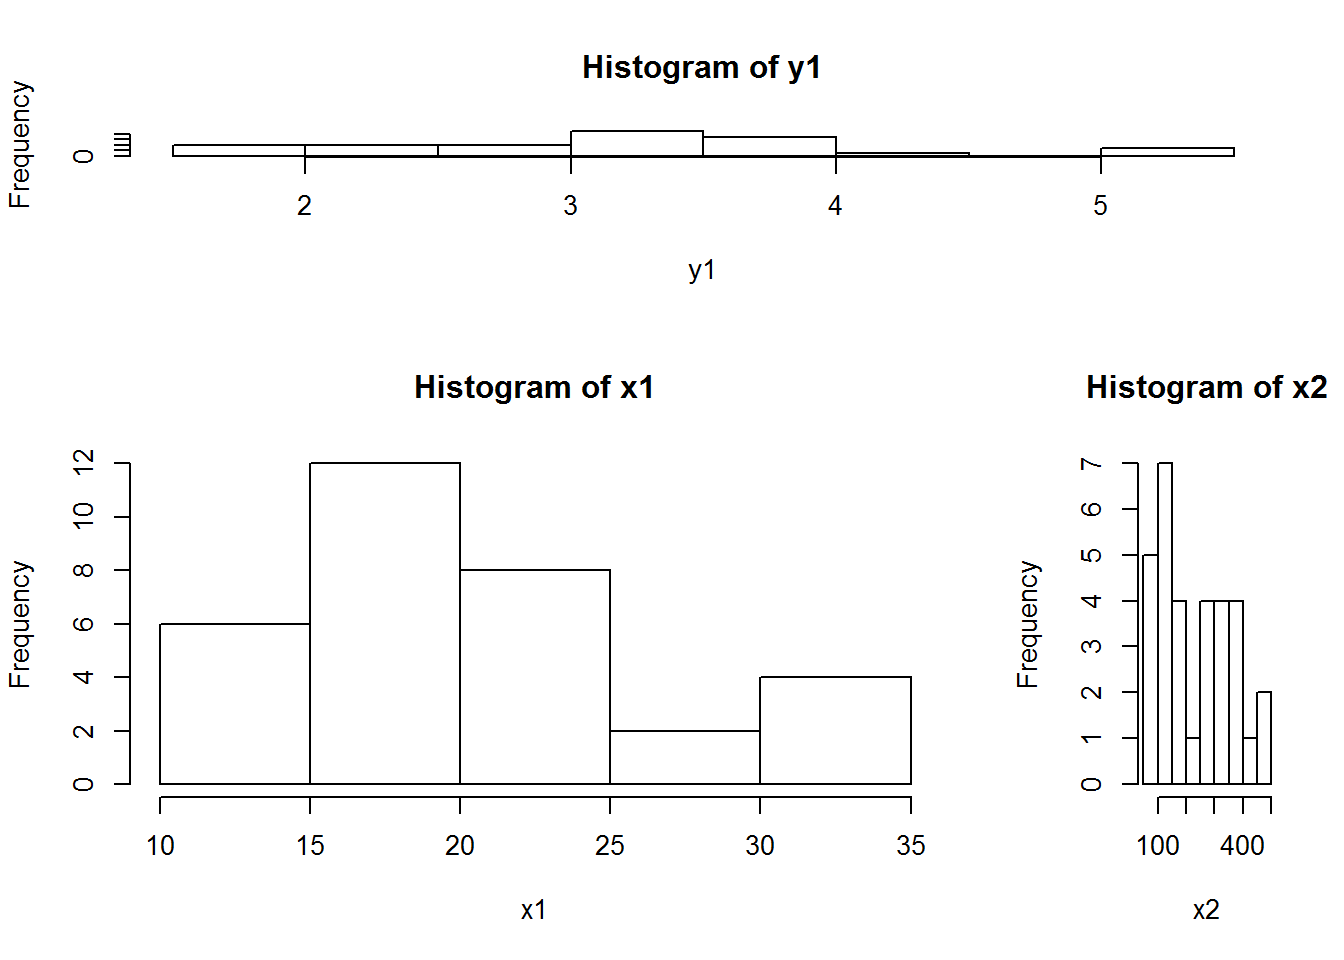 Histogram of y1
Frequency
0
2 3 4 5
y1
Histogram of x1
Frequency
0 2 4 6 8 10 12
10 15 20 25 30 35
x1
Histogram of x2
Frequency
0 1 2 3 4 5 6 7
100 400
x2